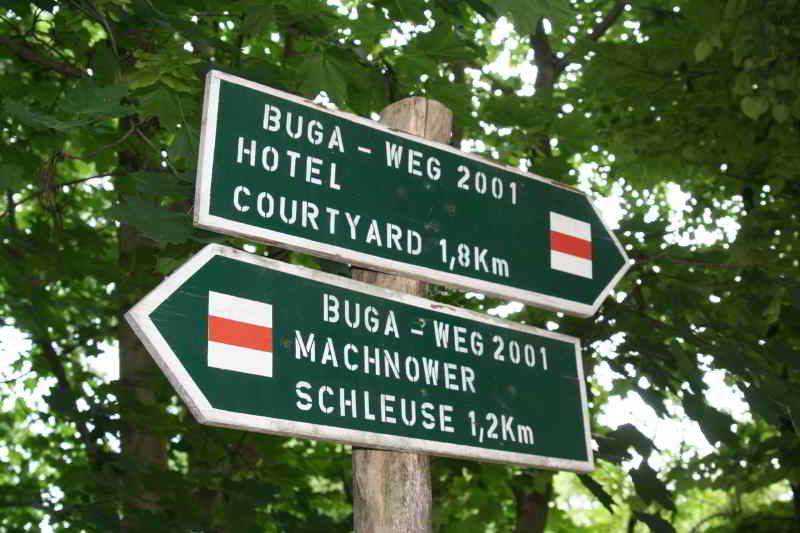 BUGA - WEG 2001
HOTEL
COURTYARD 1,8Km
BUGA - WEG 2001
MACHNOWER
SCHLEUSE 1,2Km